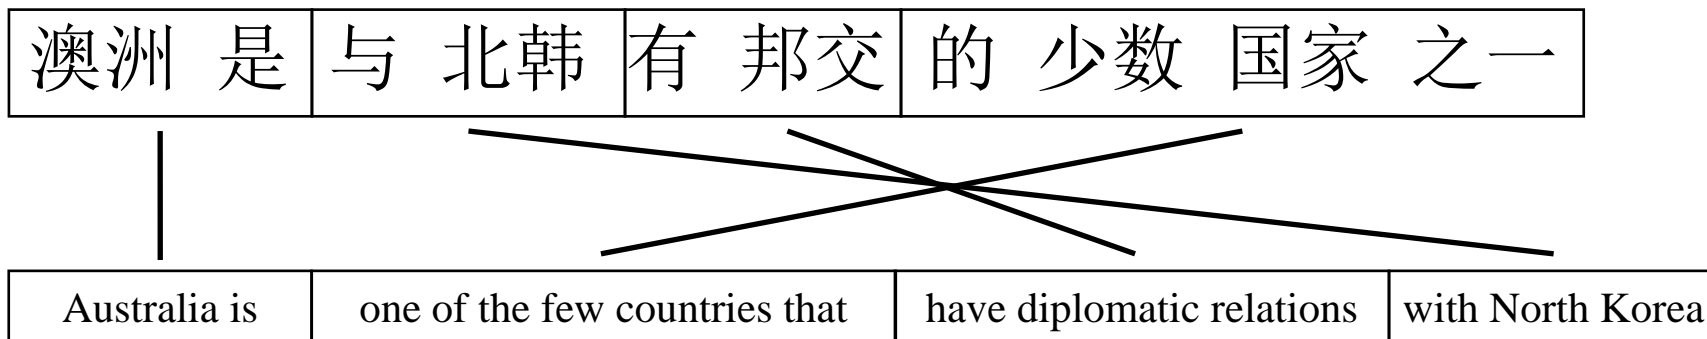 澳洲 是 与 北韩 有 邦交 的 少数 国家 之一
Australia is one of the few countries that have diplomatic relations with North Korea